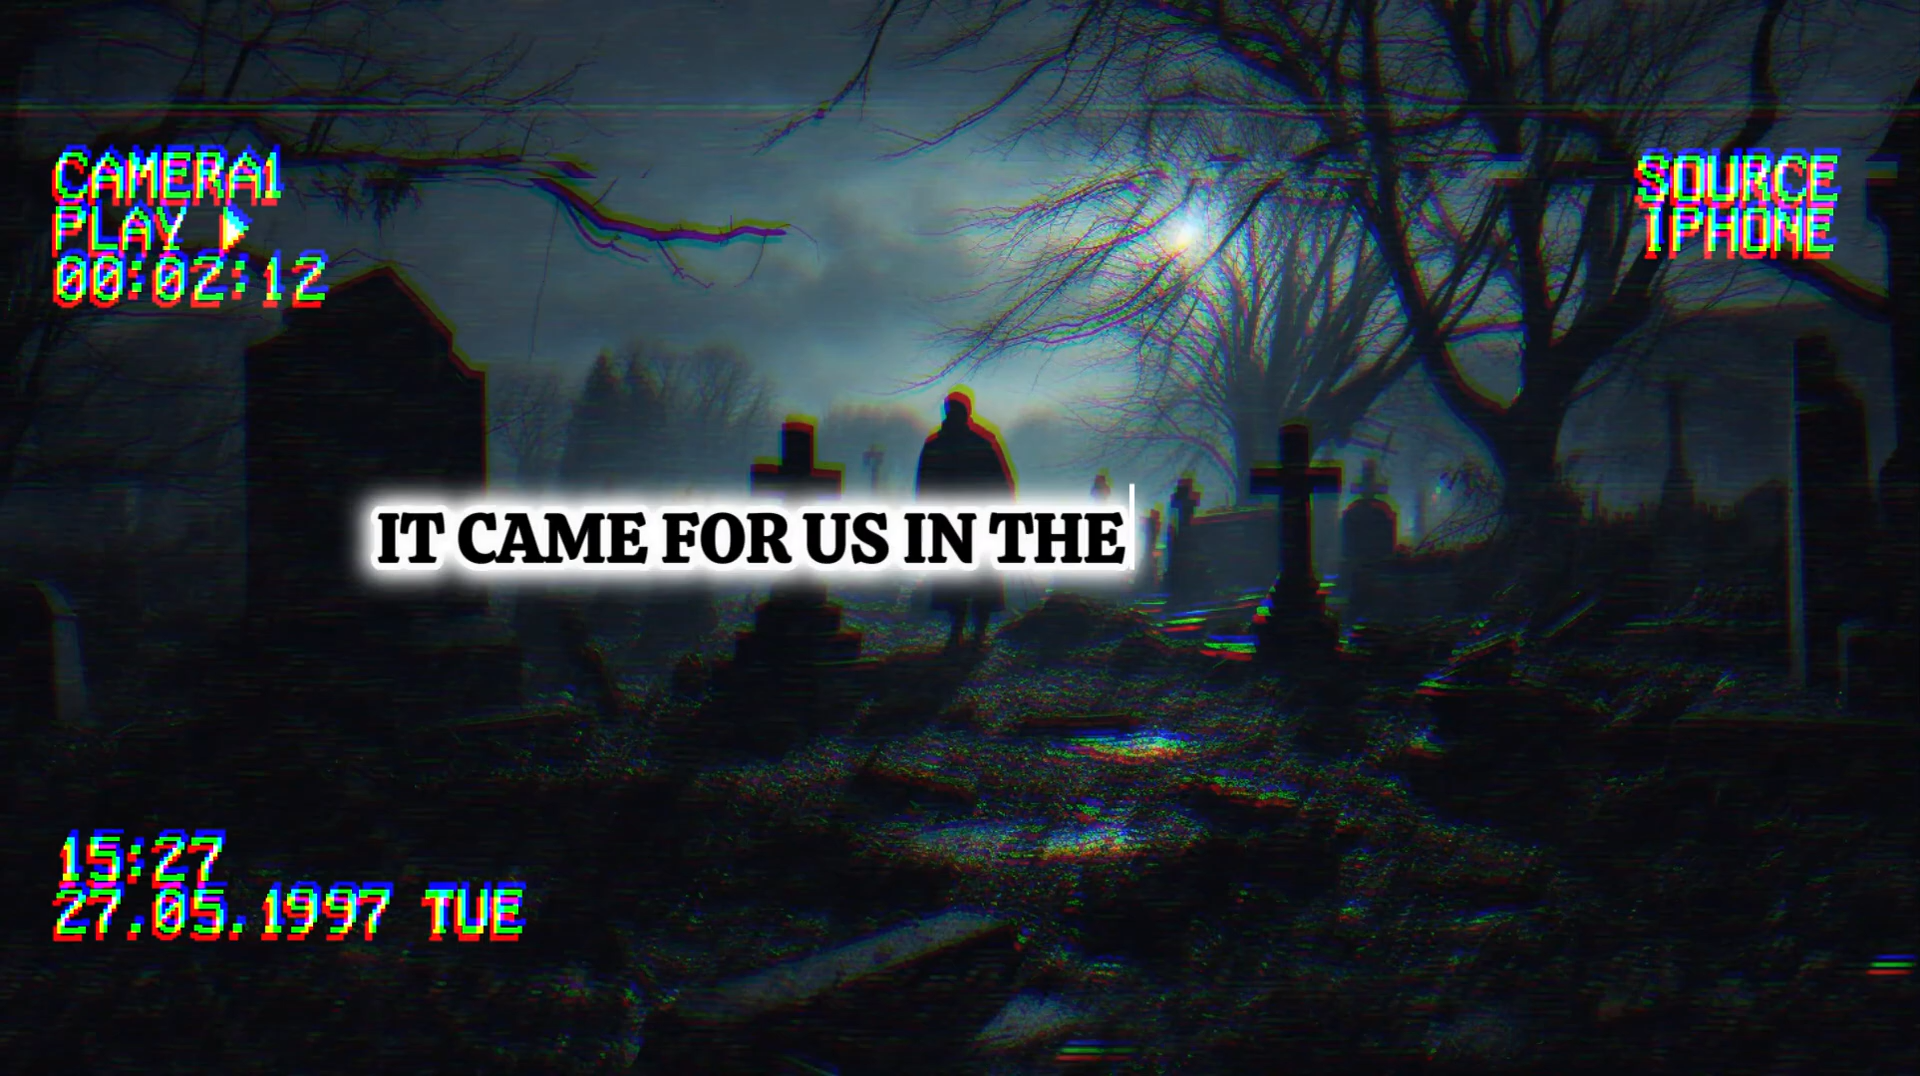 CAMERA1
PLAY
00:02:12
SOURCE
IPHONE
IT CAME FOR US IN THE
15:27
27.05.1997 TUE